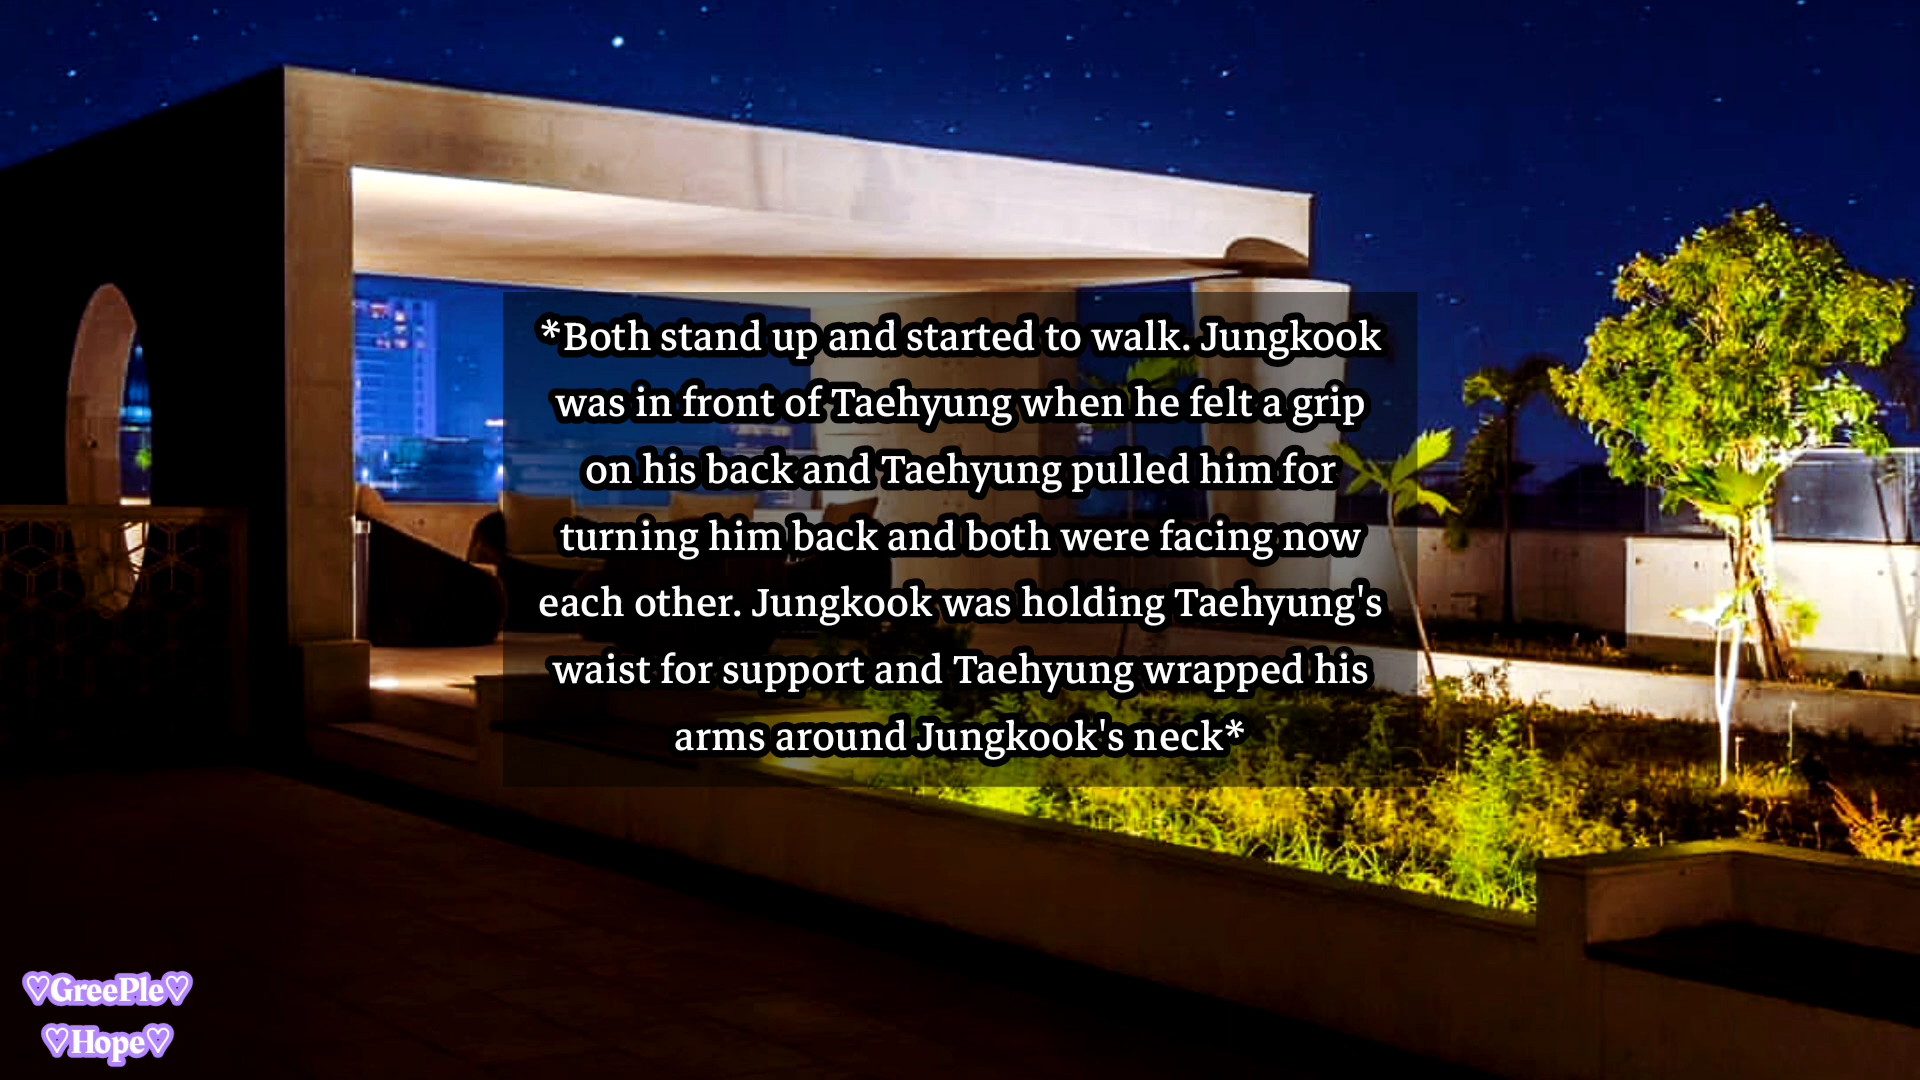 *Both stand up and started to walk. Jungkook
was in front of Taehyung when he felt a grip
on his back and Taehyung pulled him for
turning him back and both were facing now
each other. Jungkook was holding Taehyung's
waist for support and Taehyung wrapped his
arms around Jungkook's neck*
♡GreePle♡
♡Hope♡